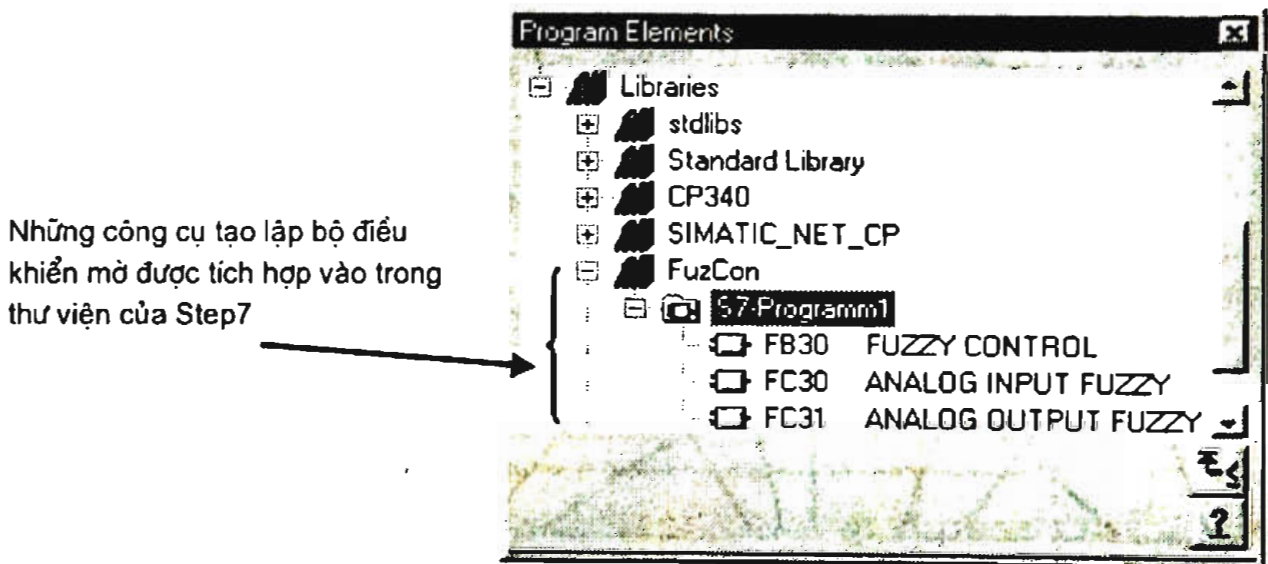 Program Elements
Libraries
stdlibs
Standard Library
CP340
SIMATIC_NET_CP
FuzCon
S7-Programm1
FB30 FUZZY CONTROL
FC30 ANALOG INPUT FUZZY
FC31 ANALOG OUTPUT FUZZY
Những công cụ tạo lập bộ điều
khiển mờ được tích hợp vào trong
thư viện của Step7